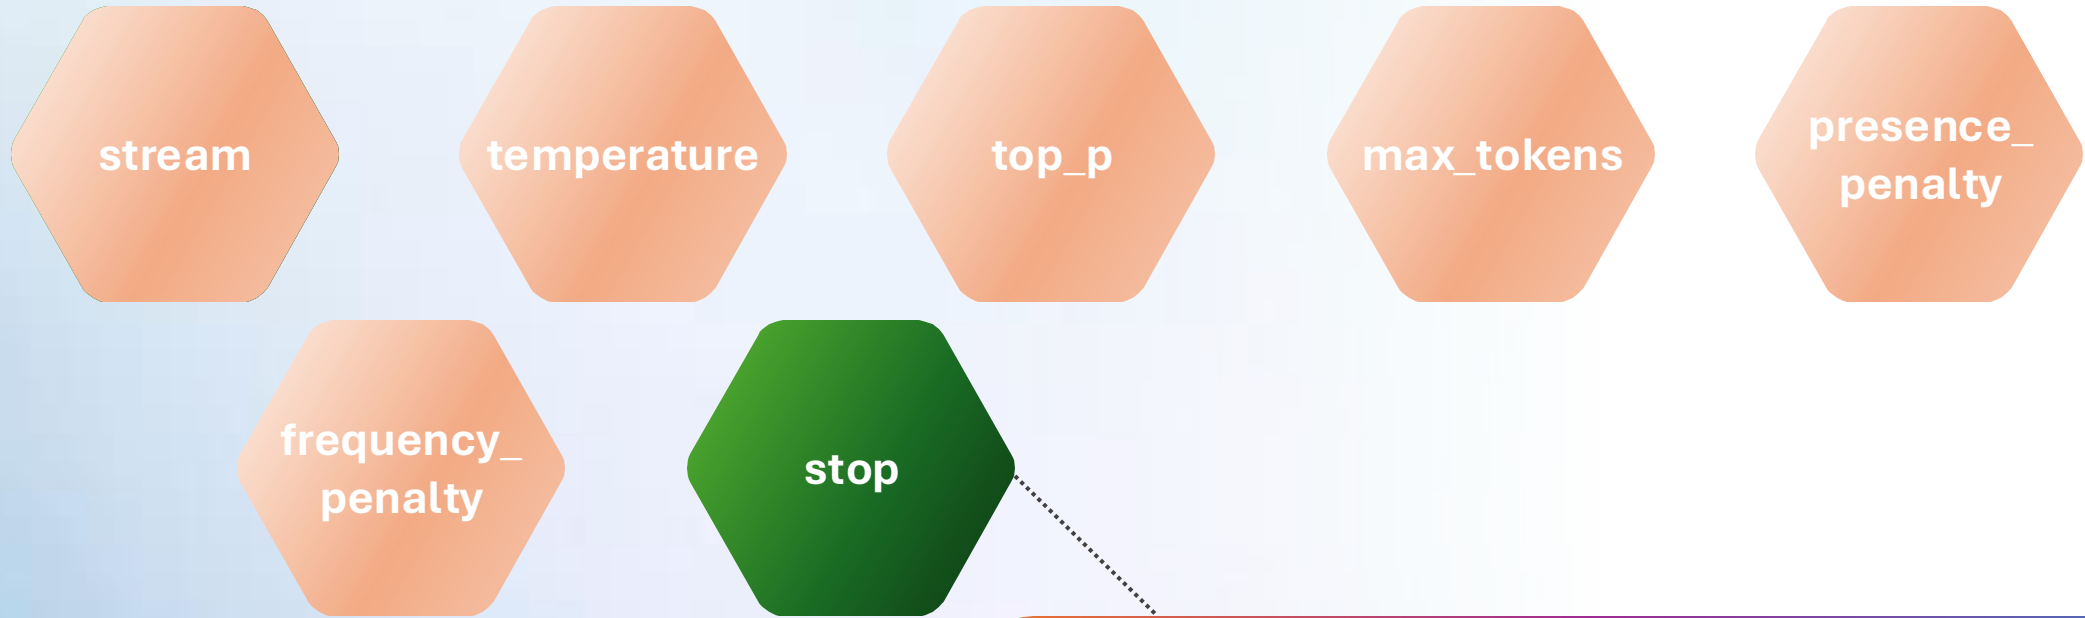 stream
temperature
top_p
max_tokens
presence_
penalty
frequency_
penalty
stop